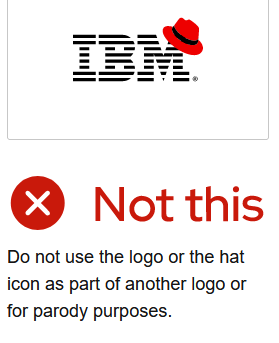 IBM®
Not this
Do not use the logo or the hat
icon as part of another logo or
for parody purposes.